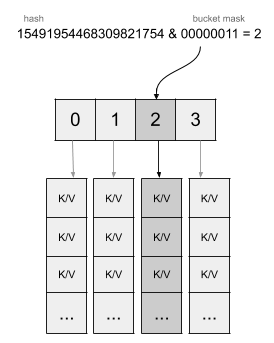 hash bucket mask
15491954468309821754 & 00000011 = 2
0 1 2 3
K/V K/V K/V K/V
K/V K/V K/V K/V
K/V K/V K/V K/V
... ... ... ...